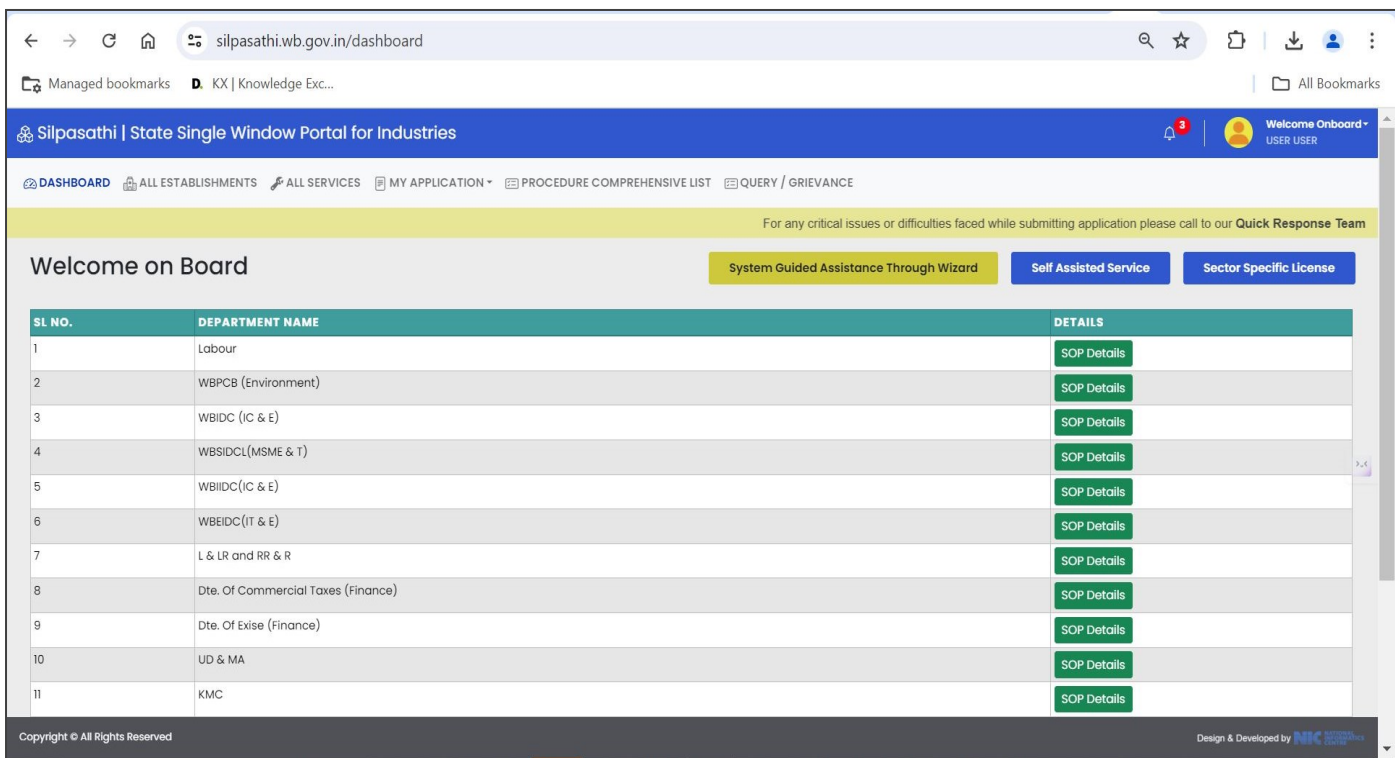 silpasathi.wb.gov.in/dashboard
Managed bookmarks D. KX | Knowledge Exc... All Bookmarks
Silpasathi | State Single Window Portal for Industries 3 Welcome Onboard
USER USER
DASHBOARD ALL ESTABLISHMENTS ALL SERVICES MY APPLICATION PROCEDURE COMPREHENSIVE LIST QUERY / GRIEVANCE
For any critical issues or difficulties faced while submitting application please call to our Quick Response Team
Welcome on Board System Guided Assistance Through Wizard Self Assisted Service Sector Specific License
SL NO. DEPARTMENT NAME DETAILS
1 Labour SOP Details
2 WBPCB (Environment) SOP Details
3 WBIDC (IC & E) SOP Details
4 WBSIDCL(MSME & T) SOP Details
5 WBIIDC(IC & E) SOP Details
6 WBEIDC(IT & E) SOP Details
7 L & LR and RR & R SOP Details
8 Dte. Of Commercial Taxes (Finance) SOP Details
9 Dte. Of Exise (Finance) SOP Details
10 UD & MA SOP Details
11 KMC SOP Details
Copyright © All Rights Reserved Design & Developed by NIC NATIONAL INFORMATICS CENTRE